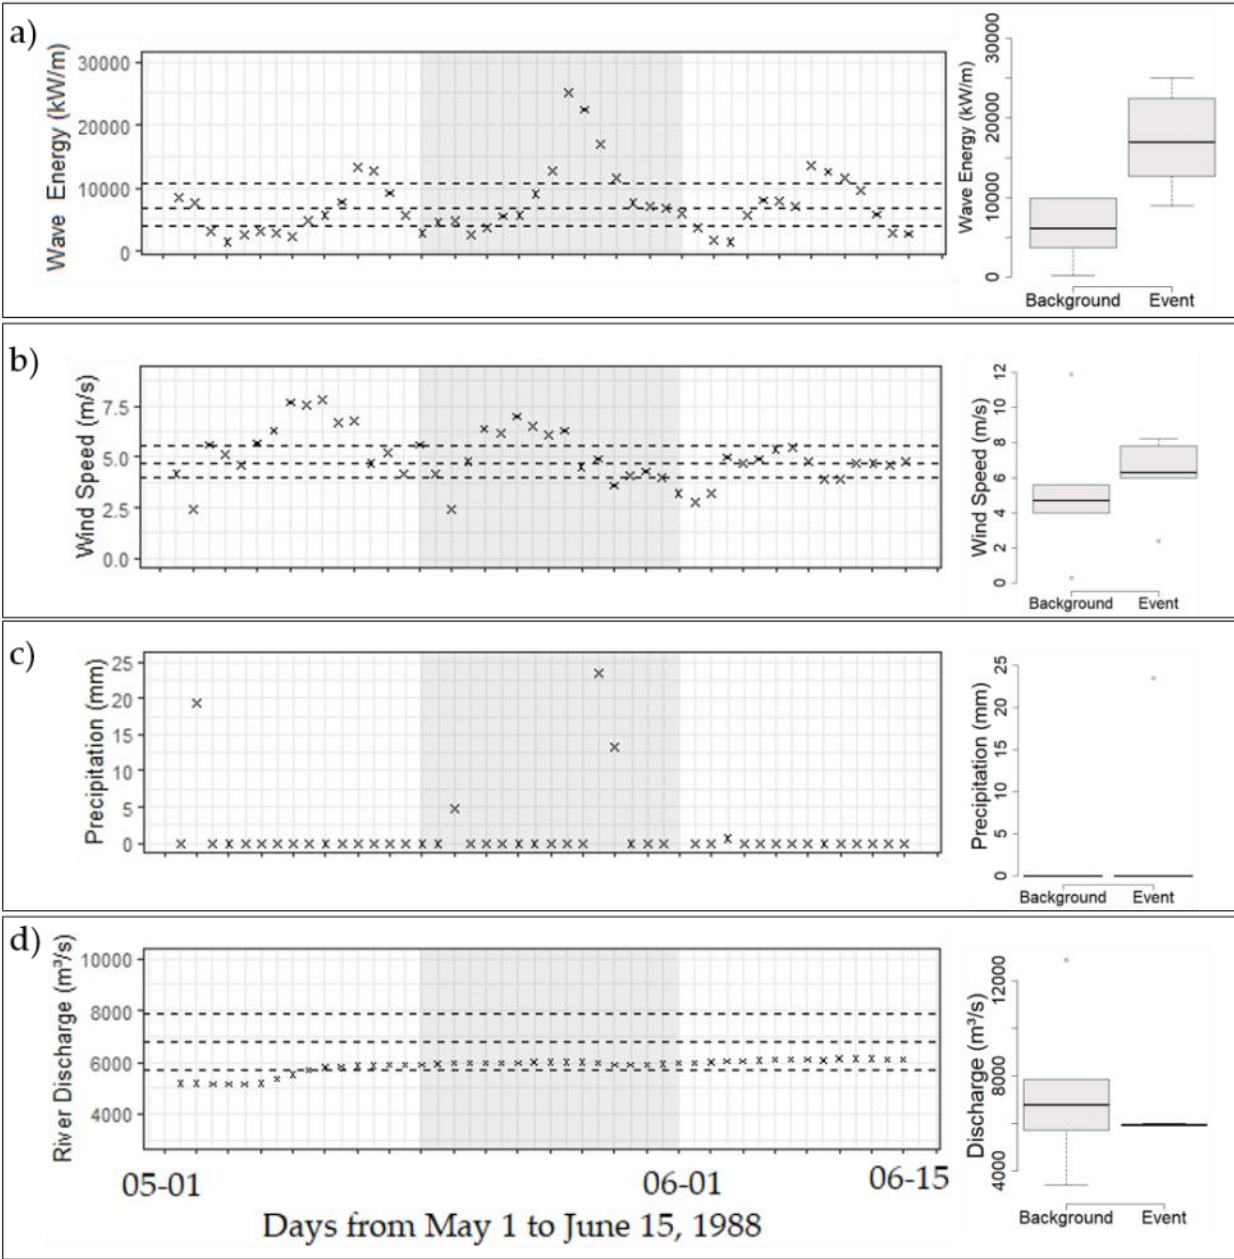 a)
Wave Energy (kW/m)
30000
20000
10000
0
Wave Energy (kW/m)
30000
20000
10000
0
Background Event
b)
Wind Speed (m/s)
7.5
5.0
2.5
0.0
Wind Speed (m/s)
12
10
8
6
4
2
0
Background Event
c)
Precipitation (mm)
25
20
15
10
5
0
Precipitation (mm)
25
20
15
10
5
0
Background Event
d)
River Discharge (m³/s)
10000
8000
6000
4000
Discharge (m³/s)
12000
8000
4000
Background Event
05-01 06-01 06-15
Days from May 1 to June 15, 1988